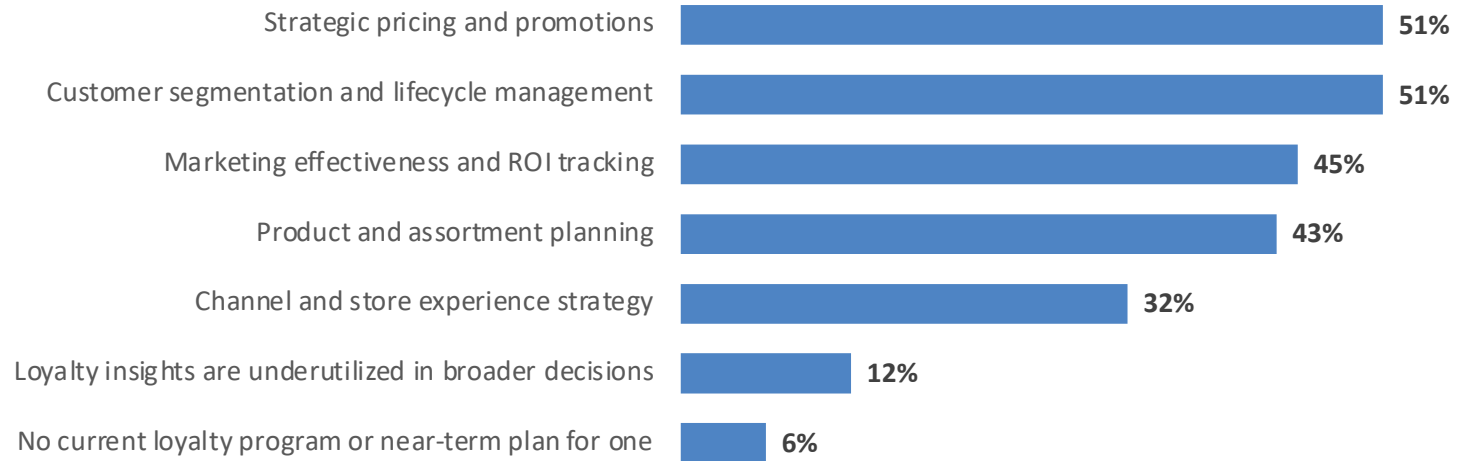 Strategic pricing and promotions 51%
Customer segmentation and lifecycle management 51%
Marketing effectiveness and ROI tracking 45%
Product and assortment planning 43%
Channel and store experience strategy 32%
Loyalty insights are underutilized in broader decisions 12%
No current loyalty program or near-term plan for one 6%